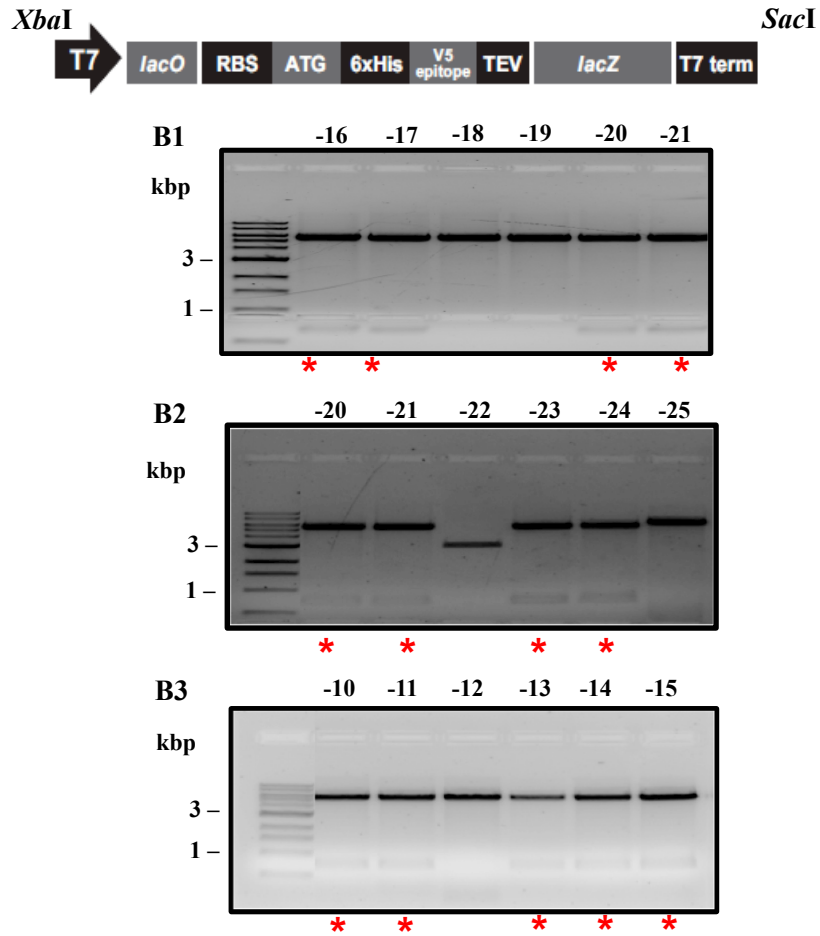 XbaI SacI
T7 lacO RBS ATG 6xHis V5 epitope TEV lacZ T7 term
B1 -16 -17 -18 -19 -20 -21
kbp
3 –
1 –
* * * *
B2 -20 -21 -22 -23 -24 -25
kbp
3 –
1 –
* * * *
B3 -10 -11 -12 -13 -14 -15
kbp
3 –
1 –
* * * * *